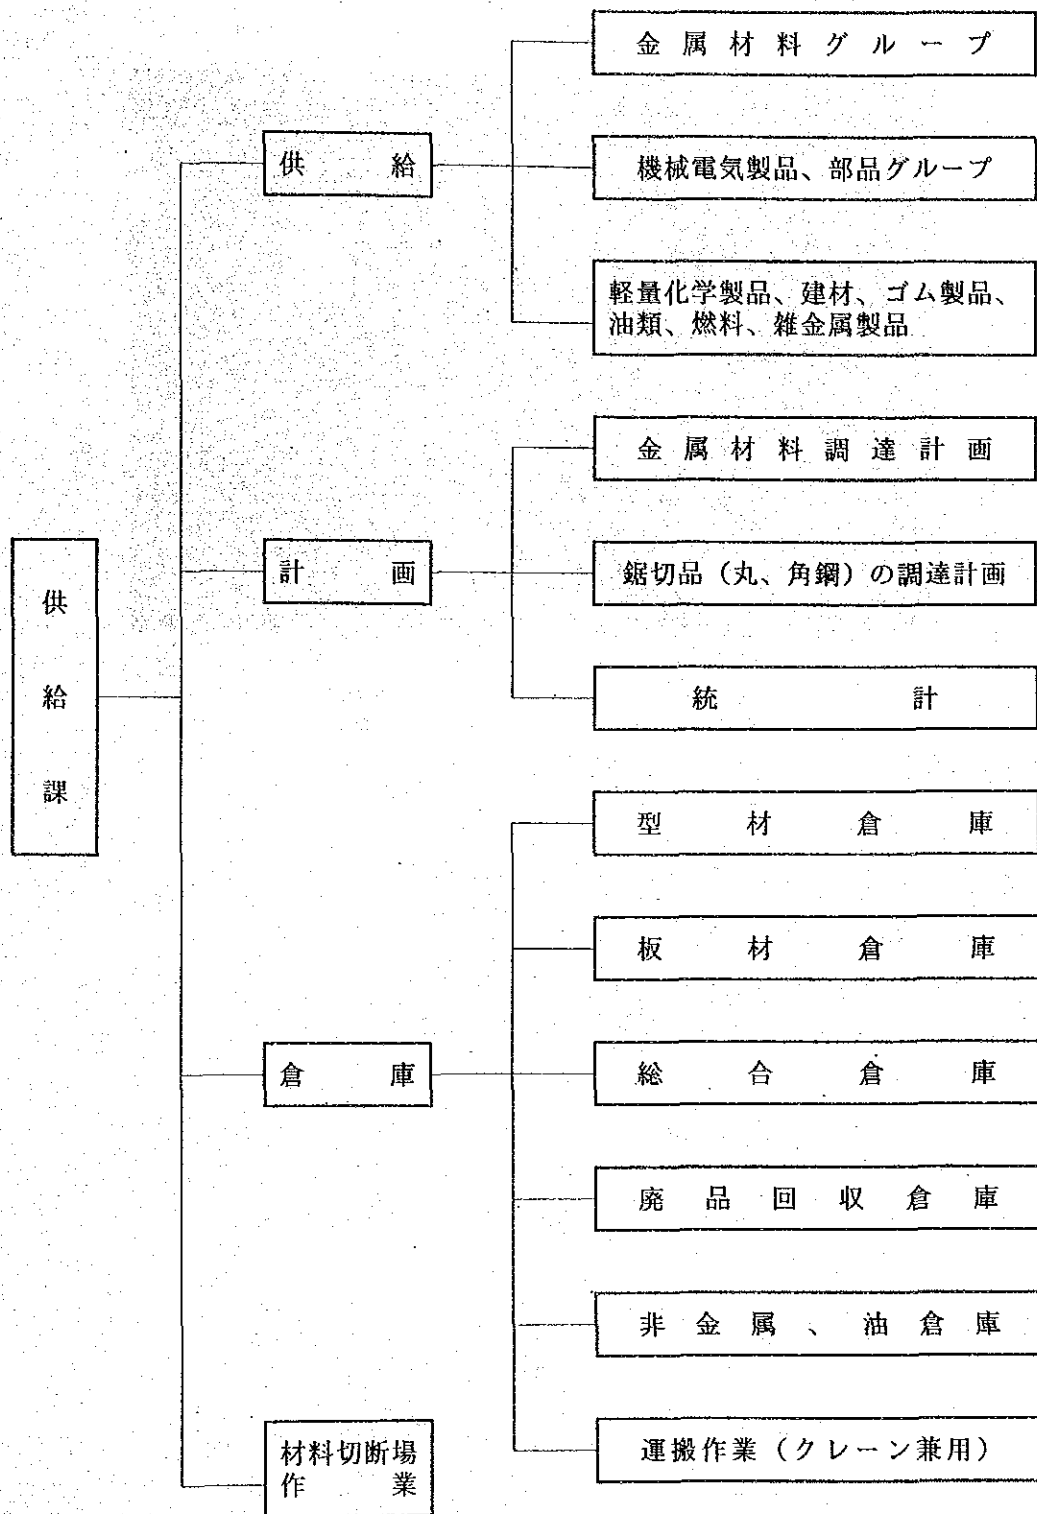 供給課
供給
金属材料グループ
機械電気製品、部品グループ
軽量化学製品、建材、ゴム製品、
油類、燃料、雑金属製品
計画
金属材料調達計画
鋸切品（丸、角鋼）の調達計画
統計
倉庫
型材倉庫
板材倉庫
総合倉庫
廃品回収倉庫
非金属、油倉庫
運搬作業（クレーン兼用）
材料切断場
作業